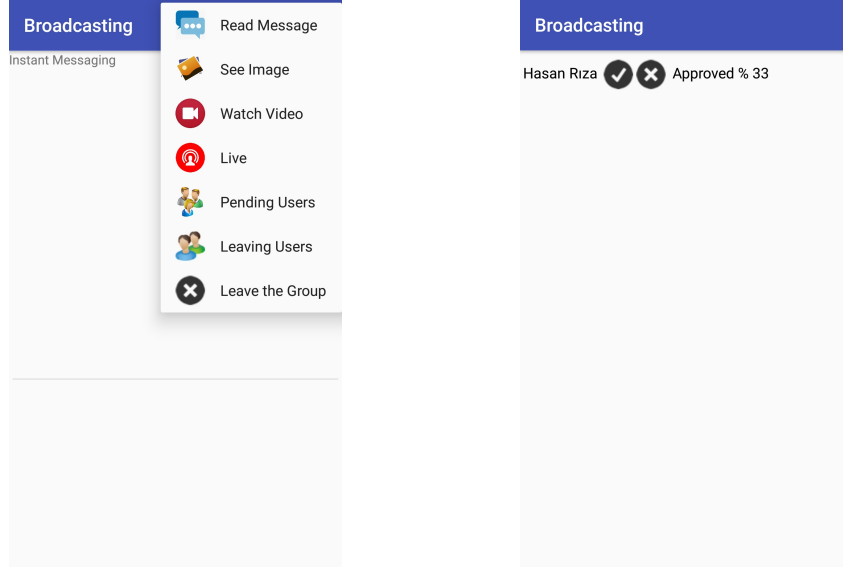 Broadcasting
Instant Messaging
Read Message
See Image
Watch Video
Live
Pending Users
Leaving Users
Leave the Group
Broadcasting
Hasan Rıza Approved % 33